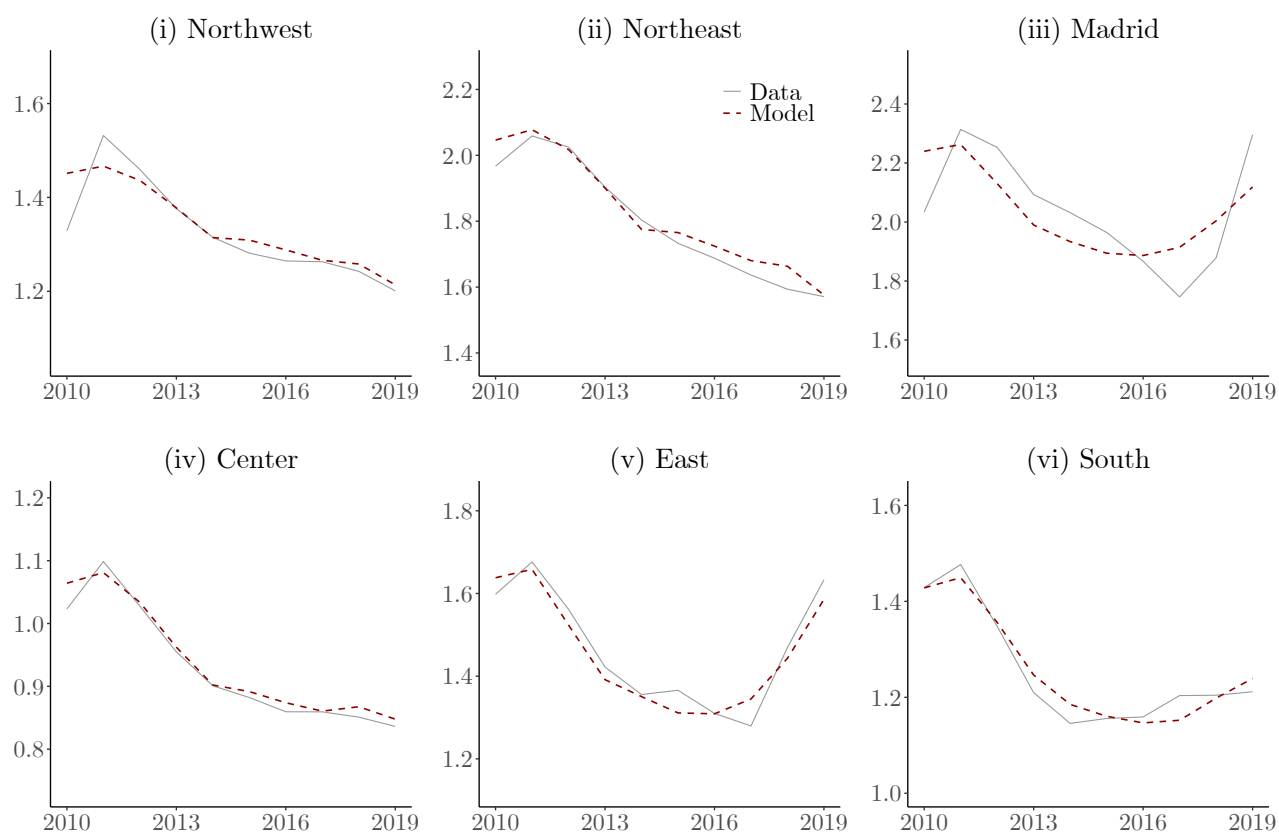 (i) Northwest
1.6
1.4
1.2
2010 2013 2016 2019
(ii) Northeast
2.2
2.0
1.8
1.6
1.4
Data
Model
2010 2013 2016 2019
(iii) Madrid
2.4
2.2
2.0
1.8
1.6
2010 2013 2016 2019
(iv) Center
1.2
1.1
1.0
0.9
0.8
2010 2013 2016 2019
(v) East
1.8
1.6
1.4
1.2
2010 2013 2016 2019
(vi) South
1.6
1.4
1.2
1.0
2010 2013 2016 2019